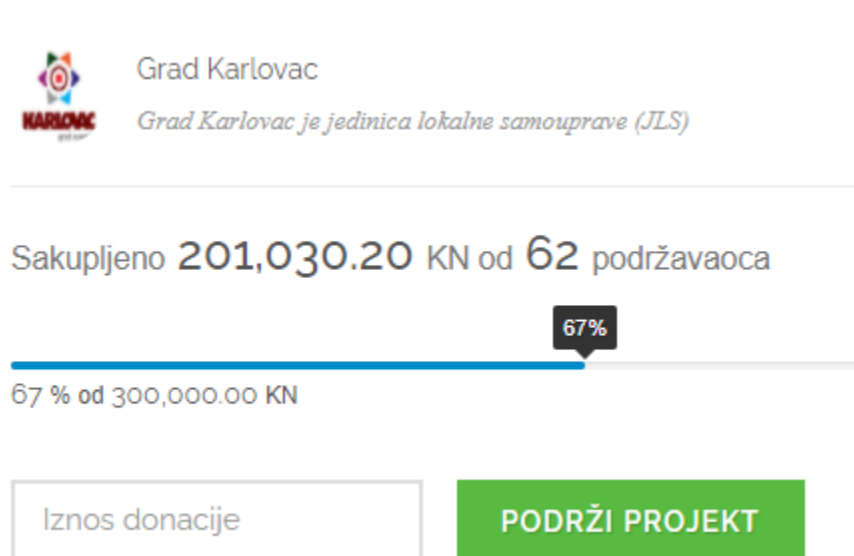 Grad Karlovac
Grad Karlovac je jedinica lokalne samouprave (JLS)
KARLOVAC
Sakupljeno 201,030.20 KN od 62 podržavaoca
67%
67 % od 300,000.00 KN
Iznos donacije
PODRŽI PROJEKT